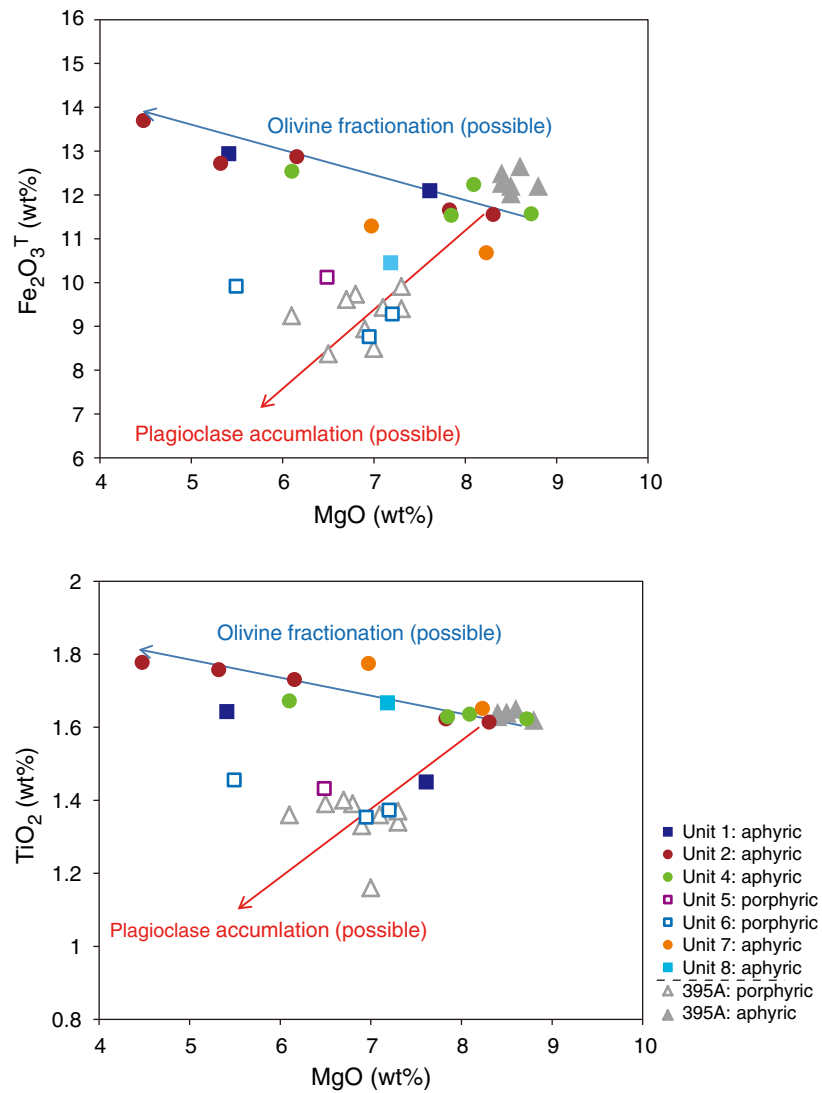 16
15
14
13
12
11
10
9
8
7
6
Fe2O3T (wt%)
Olivine fractionation (possible)
Plagioclase accumlation (possible)
4 5 6 7 8 9 10
MgO (wt%)
2
1.8
1.6
1.4
1.2
1
0.8
TiO2 (wt%)
Olivine fractionation (possible)
Plagioclase accumlation (possible)
4 5 6 7 8 9 10
MgO (wt%)
Unit 1: aphyric
Unit 2: aphyric
Unit 4: aphyric
Unit 5: porphyric
Unit 6: porphyric
Unit 7: aphyric
Unit 8: aphyric
395A: porphyric
395A: aphyric